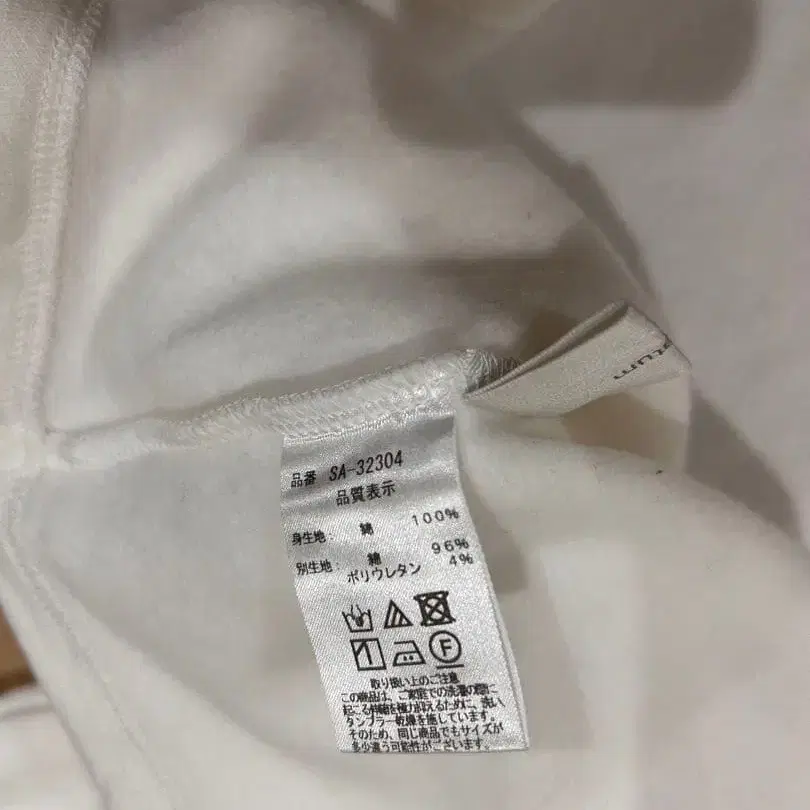 品番 SA-32304
品質表示
身生地: 綿 100%
別生地: 綿 96%
ポリウレタン 4%
F
取り扱い上のご注意
この商品は、ご家庭での洗濯の際に
起こる伸縮を極力抑えるために、洗い
タンブラー乾燥を施しています。
そのため、同じ商品でもサイズが
多少違う可能性がございます。
tum